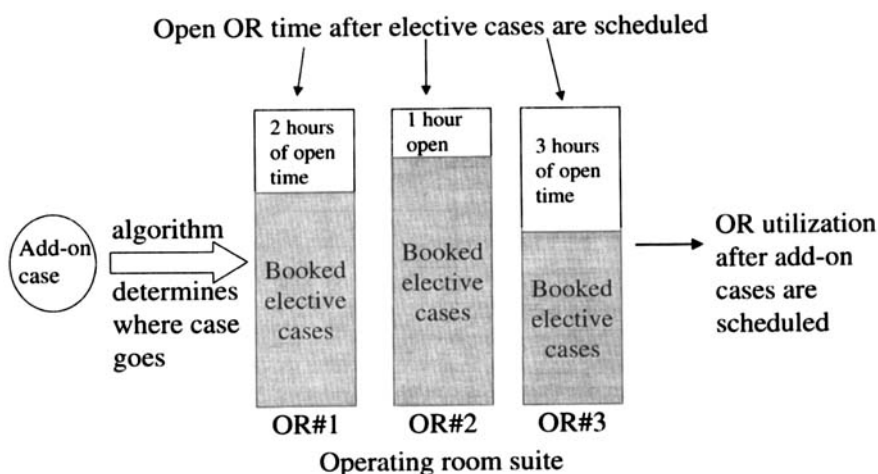 Open OR time after elective cases are scheduled
2 hours
of open
time
1 hour
open
3 hours
of open
time
Add-on
case
algorithm
determines
where case
goes
Booked
elective
cases
Booked
elective
cases
Booked
elective
cases
OR utilization
after add-on
cases are
scheduled
OR#1
OR#2
OR#3
Operating room suite